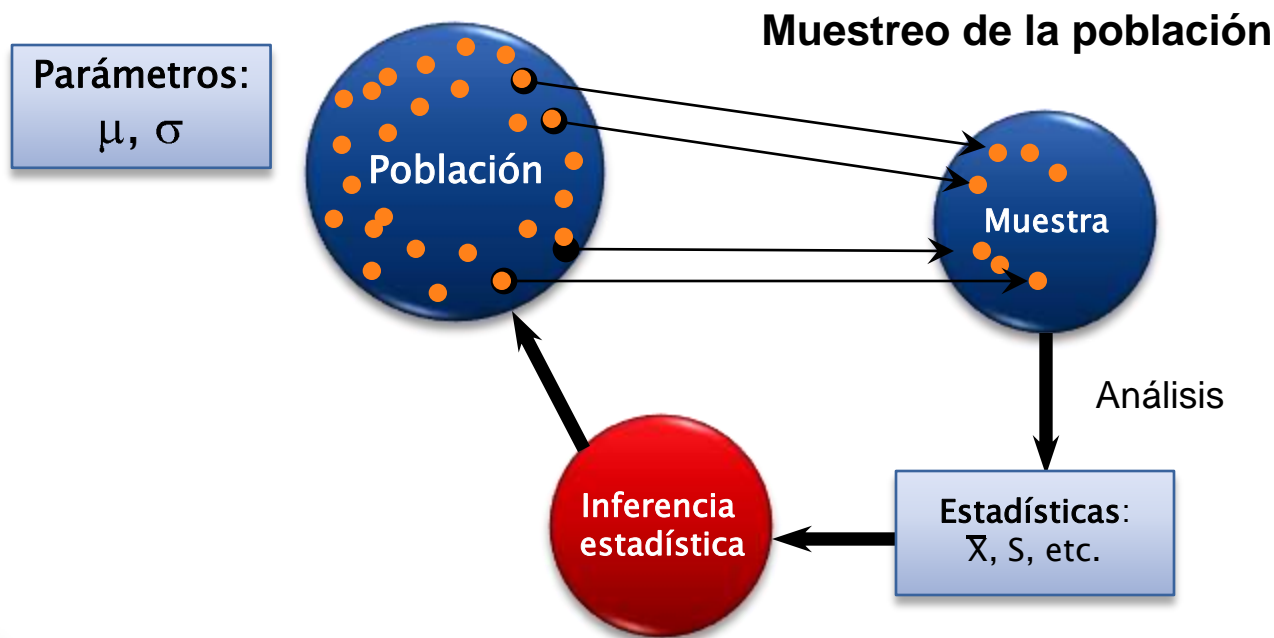 Muestreo de la población
Parámetros:
μ, σ
Población
Muestra
Análisis
Inferencia
estadística
Estadísticas:
X̅, S, etc.